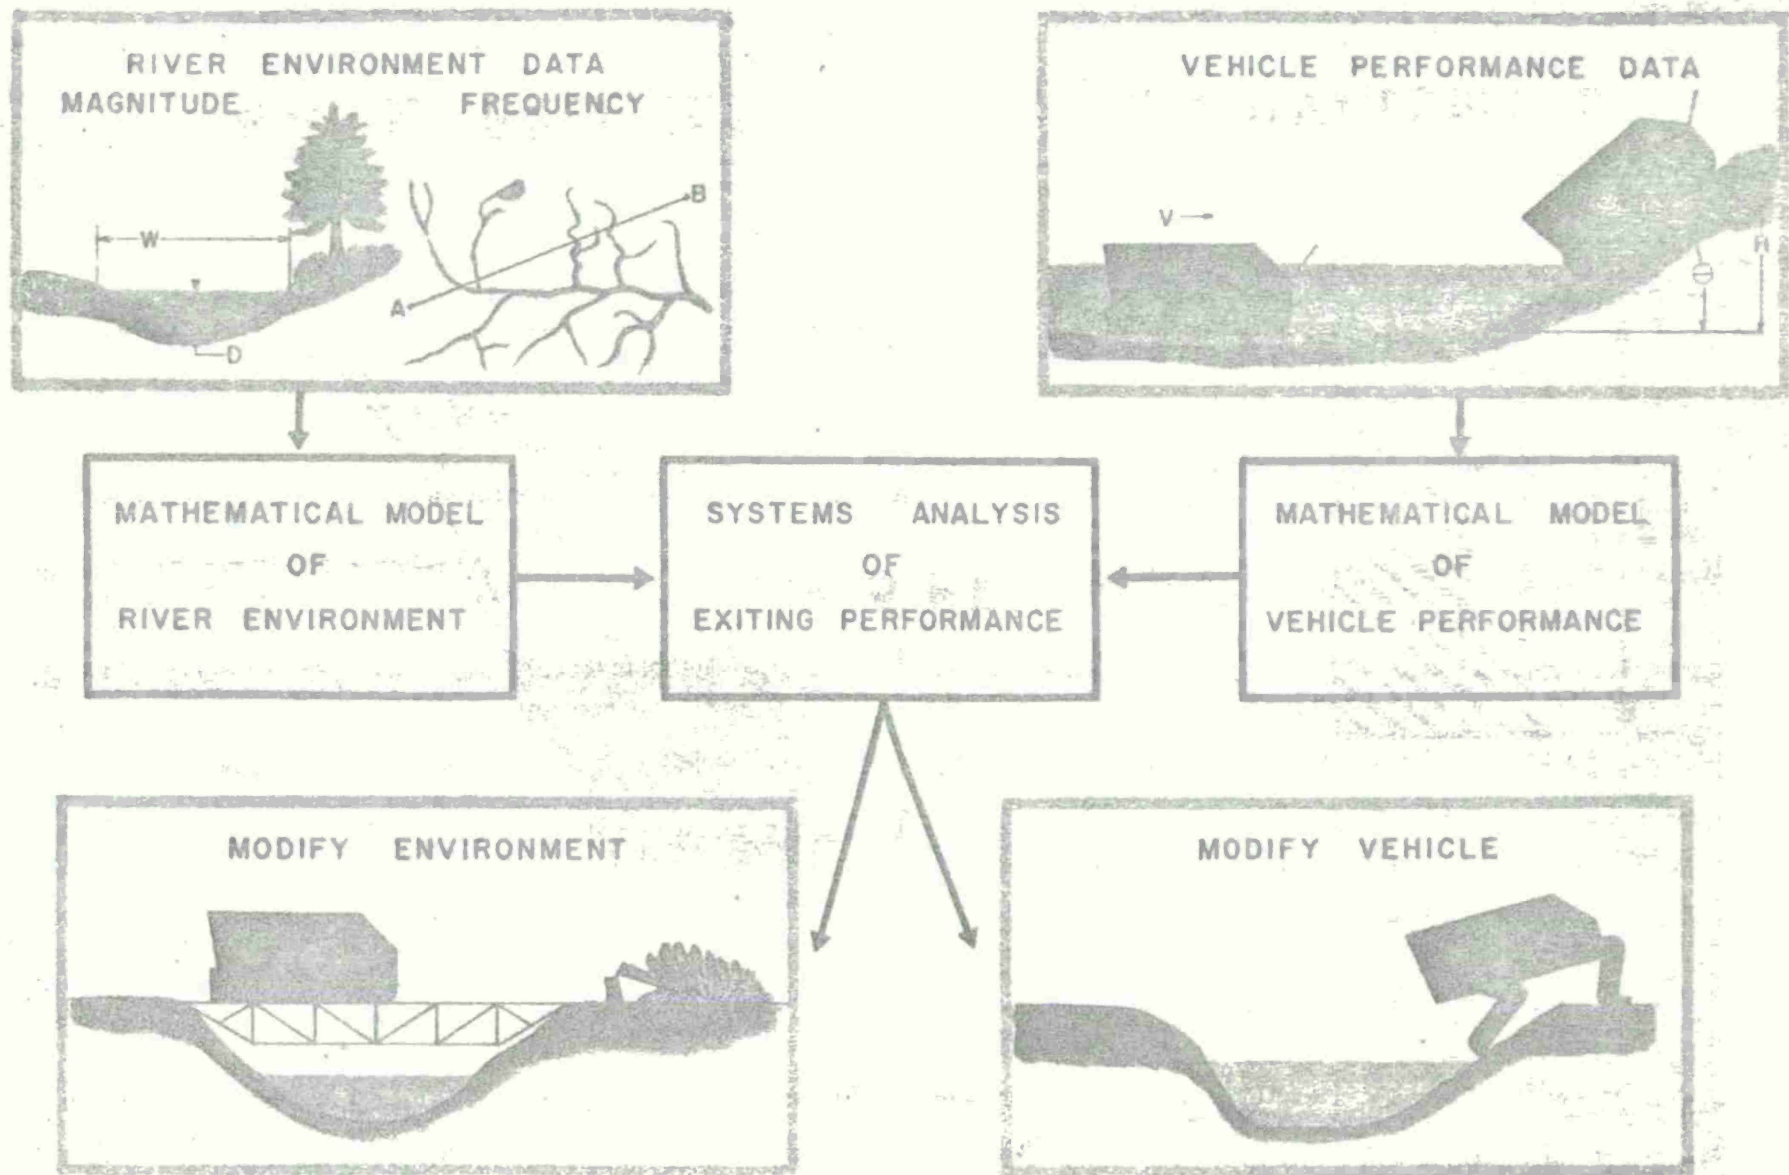 RIVER ENVIRONMENT DATA
MAGNITUDE FREQUENCY
W
D
A
B
VEHICLE PERFORMANCE DATA
V
Θ
H
MATHEMATICAL MODEL
OF
RIVER ENVIRONMENT
SYSTEMS ANALYSIS
OF
EXITING PERFORMANCE
MATHEMATICAL MODEL
OF
VEHICLE PERFORMANCE
MODIFY ENVIRONMENT
MODIFY VEHICLE